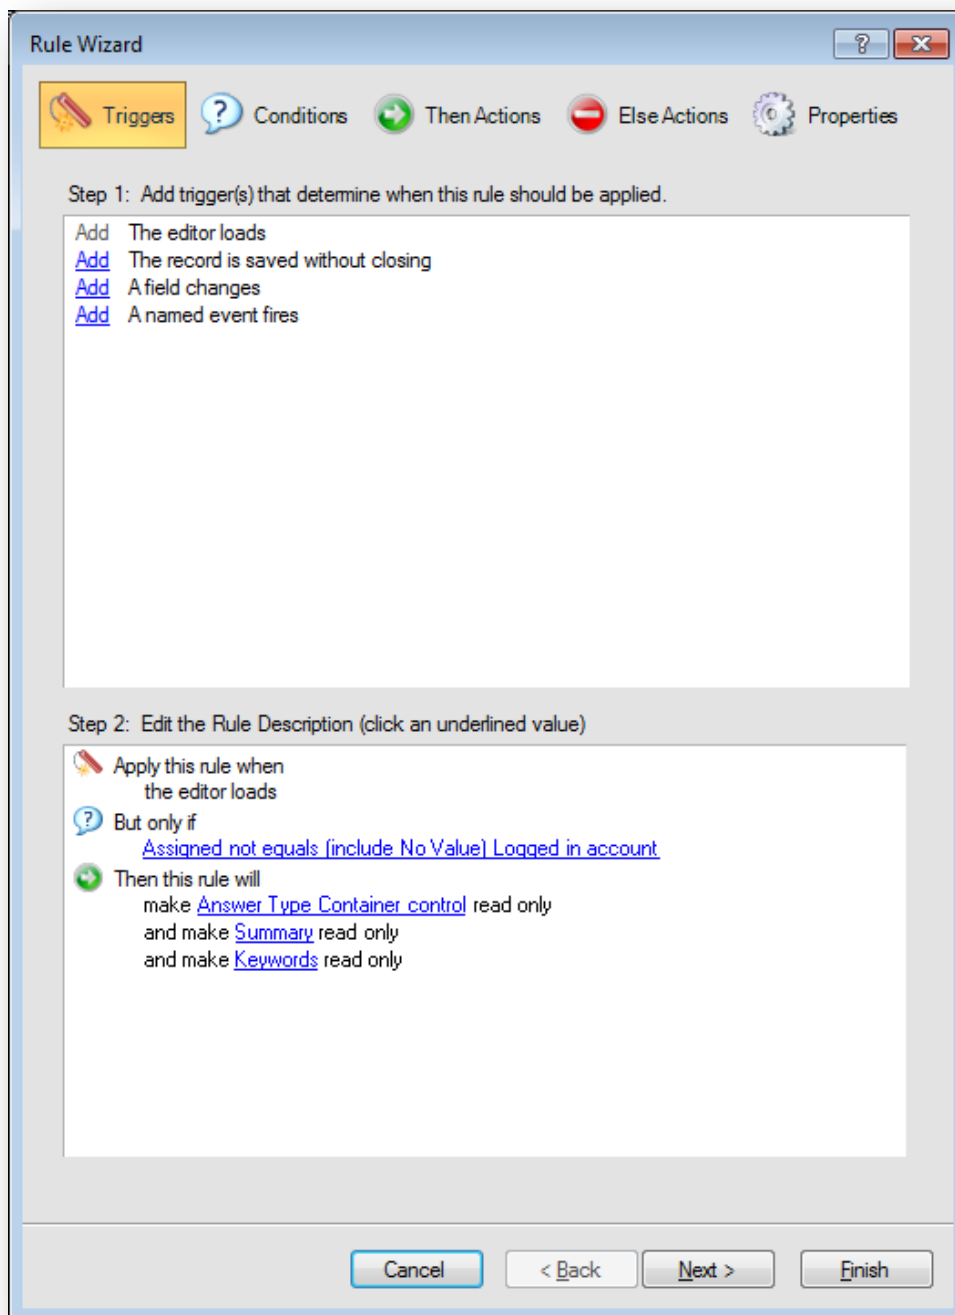 Rule Wizard
?
Triggers ? Conditions Then Actions Else Actions Properties
Step 1: Add trigger(s) that determine when this rule should be applied.
Add The editor loads
Add The record is saved without closing
Add A field changes
Add A named event fires
Step 2: Edit the Rule Description (click an underlined value)
Apply this rule when
the editor loads
? But only if
Assigned not equals (include No Value) Logged in account
Then this rule will
make Answer Type Container control read only
and make Summary read only
and make Keywords read only
Cancel < Back Next > Finish